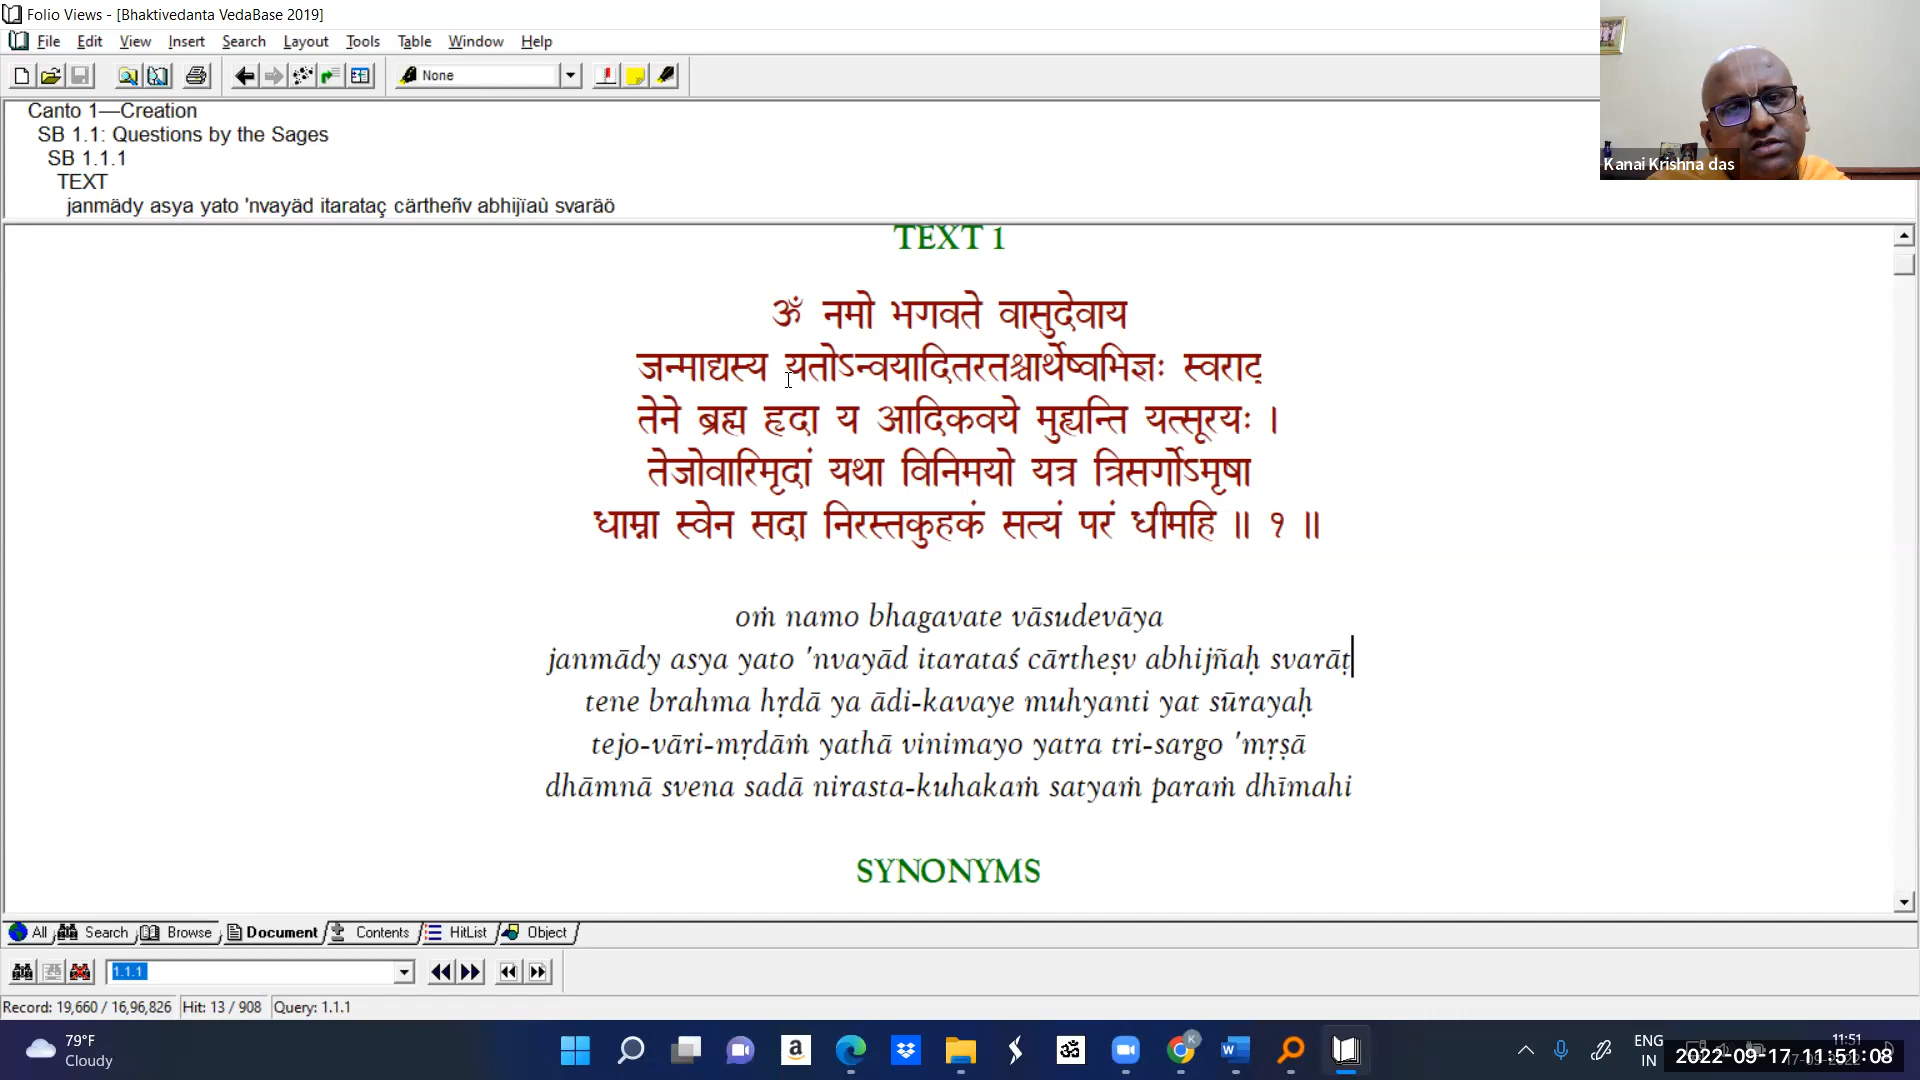 Folio Views - [Bhaktivedanta VedaBase 2019]
File Edit View Insert Search Layout Tools Table Window Help
None
Canto 1—Creation
SB 1.1: Questions by the Sages
SB 1.1.1
TEXT
janmädy asya yato 'nvayäd itarataç cärtheñv abhijïaù svaräö
Kanai Krishna das
TEXT 1
ॐ नमो भगवते वासुदेवाय
जन्माद्यस्य यतोऽन्वयादितरतश्चार्थेष्वभिज्ञः स्वराट्
तेने ब्रह्म हृदा य आदिकवये मुह्यन्ति यत्सूरयः ।
तेजोवारिमृदां यथा विनिमयो यत्र त्रिसर्गोऽमृषा
धाम्ना स्वेन सदा निरस्तकुहकं सत्यं परं धीमहि ॥ १ ॥
oṁ namo bhagavate vāsudevāya
janmādy asya yato 'nvayād itarataś cārtheṣv abhijñaḥ svarāṭ
tene brahma hṛdā ya ādi-kavaye muhyanti yat sūrayaḥ
tejo-vāri-mṛdāṁ yathā vinimayo yatra tri-sargo 'mṛṣā
dhāmnā svena sadā nirasta-kuhakaṁ satyaṁ paraṁ dhīmahi
SYNONYMS
All Search Browse Document Contents HitList Object
1.1.1
Record: 19,660 / 16,96,826 Hit: 13 / 908 Query: 1.1.1
79°F
Cloudy
ENG
IN
11:51
2022-09-17 11:51:08